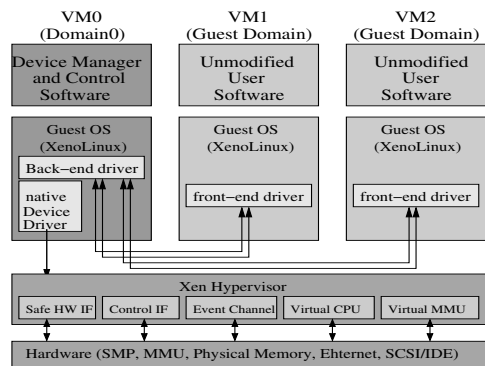 VM0
(Domain0)
VM1
(Guest Domain)
VM2
(Guest Domain)
Device Manager
and Control
Software
Unmodified
User
Software
Unmodified
User
Software
Guest OS
(XenoLinux)
Back-end driver
native
Device
Driver
Guest OS
(XenoLinux)
front-end driver
Guest OS
(XenoLinux)
front-end driver
Xen Hypervisor
Safe HW IF
Control IF
Event Channel
Virtual CPU
Virtual MMU
Hardware (SMP, MMU, Physical Memory, Ehternet, SCSI/IDE)